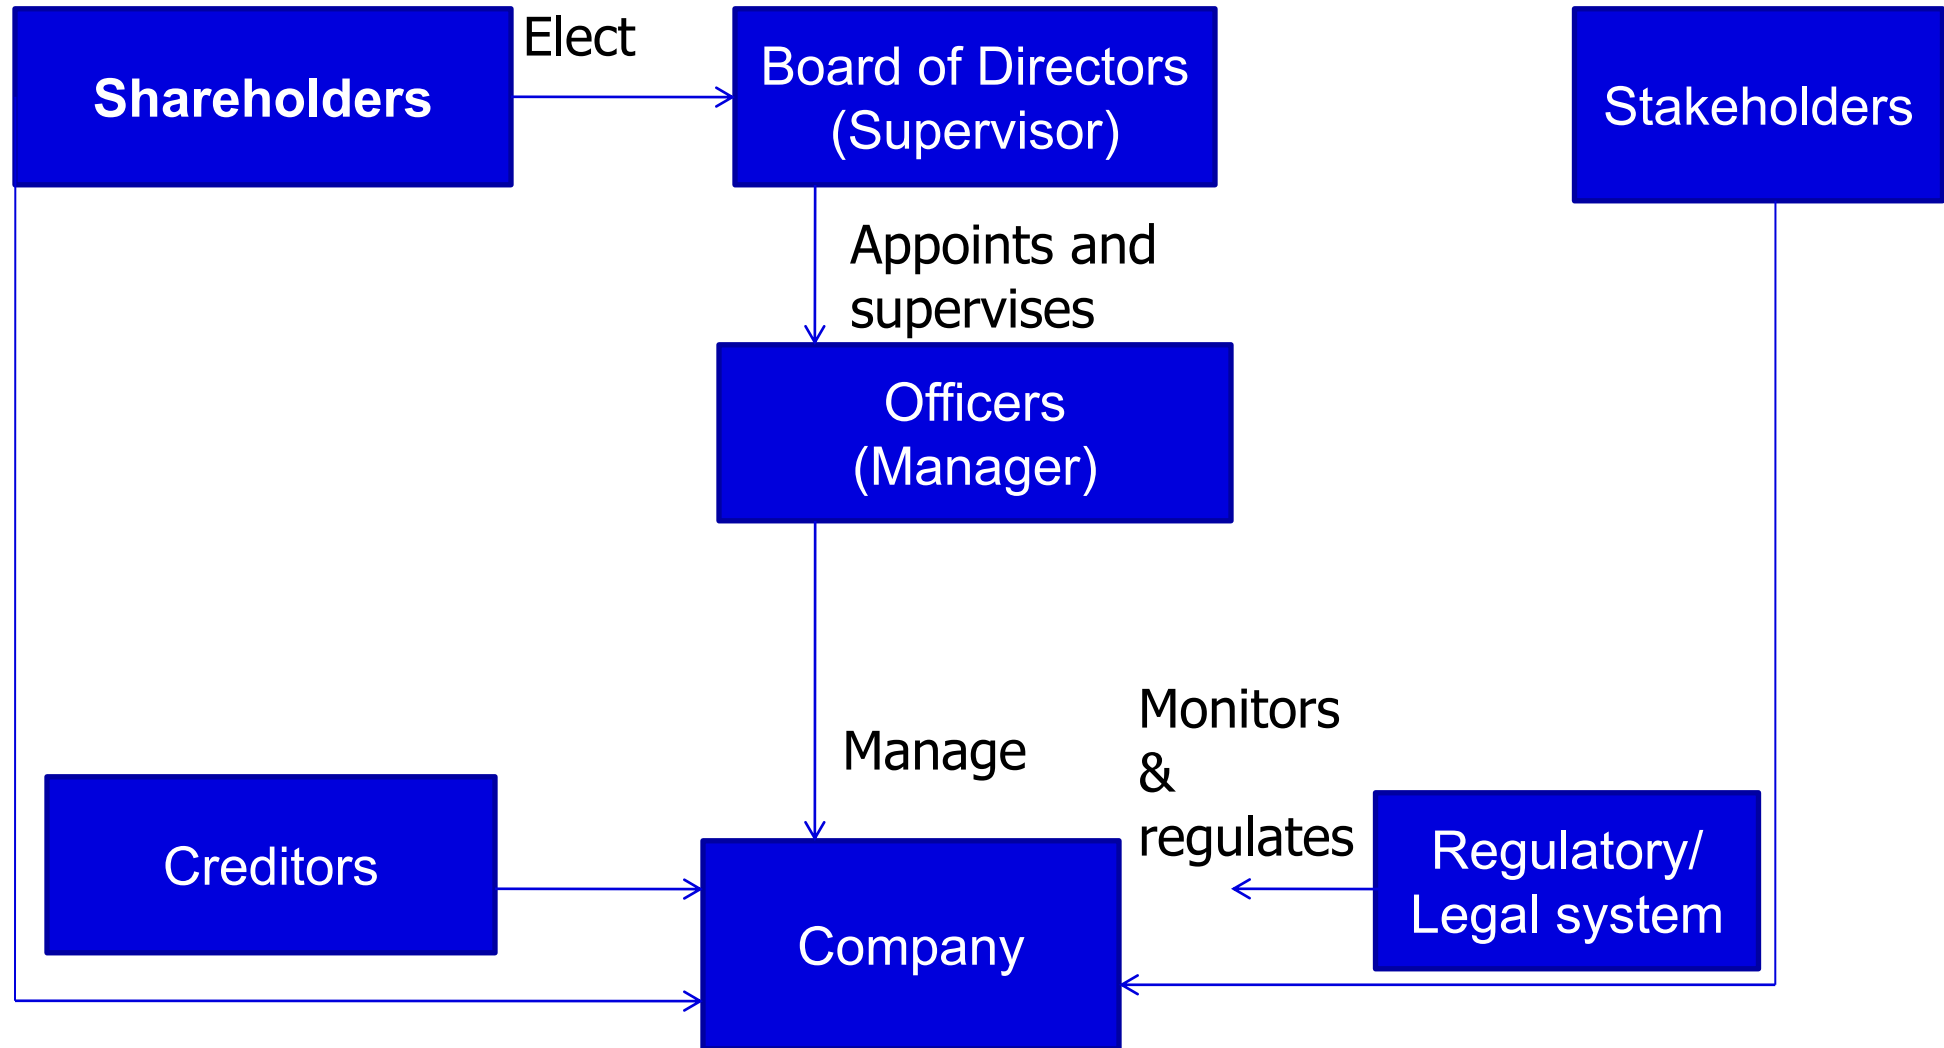 Shareholders
Elect
Board of Directors
(Supervisor)
Stakeholders
Appoints and
supervises
Officers
(Manager)
Manage
Monitors
&
regulates
Creditors
Company
Regulatory/
Legal system